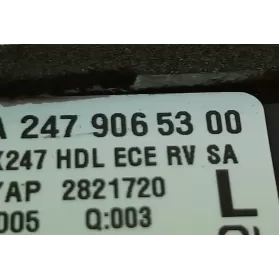 A 247 906 53 00
X247 HDL ECE RV SA
YAP 2821720
005 Q:003
L